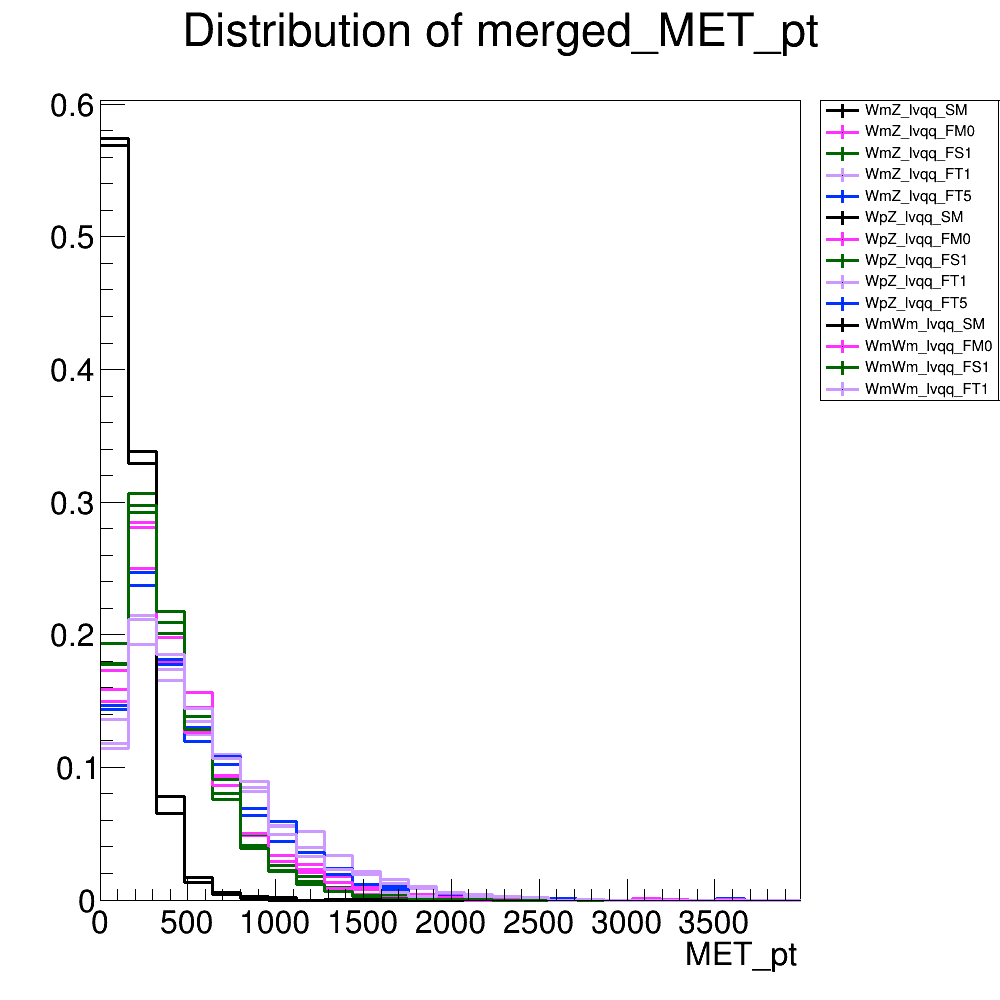 Distribution of merged_MET_pt
0.6
0.5
0.4
0.3
0.2
0.1
0
0 500 1000 1500 2000 2500 3000 3500
MET_pt
WmZ_lvqq_SM
WmZ_lvqq_FM0
WmZ_lvqq_FS1
WmZ_lvqq_FT1
WmZ_lvqq_FT5
WpZ_lvqq_SM
WpZ_lvqq_FM0
WpZ_lvqq_FS1
WpZ_lvqq_FT1
WpZ_lvqq_FT5
WmWm_lvqq_SM
WmWm_lvqq_FM0
WmWm_lvqq_FS1
WmWm_lvqq_FT1